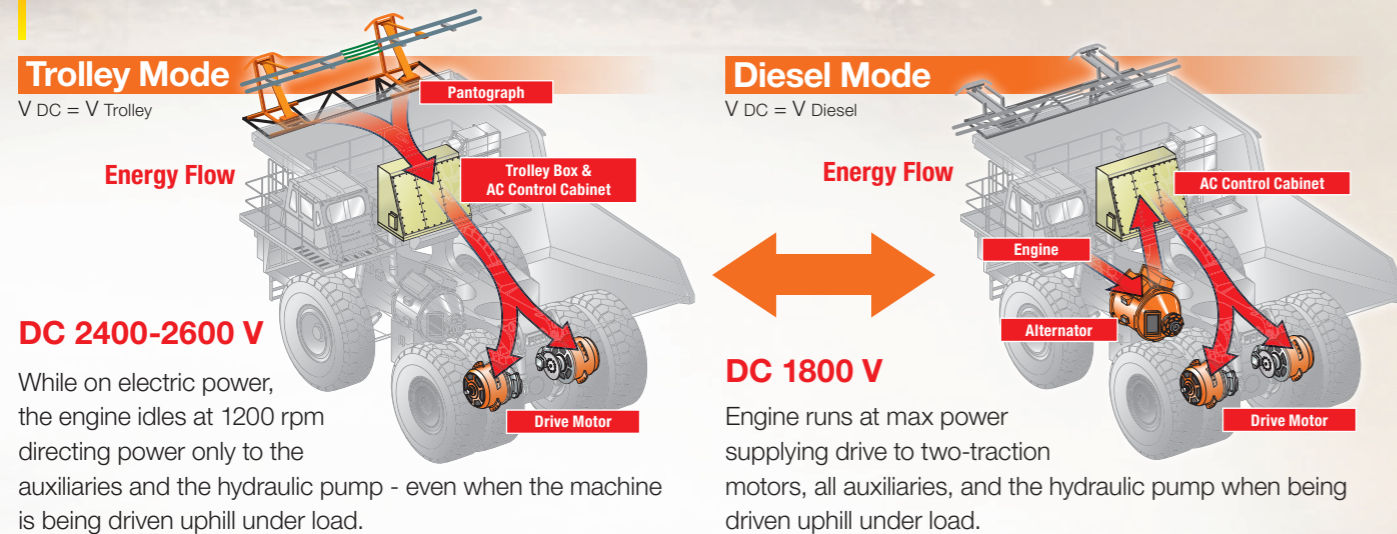 Trolley Mode
V DC = V Trolley
Energy Flow
Pantograph
Trolley Box &
AC Control Cabinet
Drive Motor
DC 2400-2600 V
While on electric power,
the engine idles at 1200 rpm
directing power only to the
auxiliaries and the hydraulic pump - even when the machine
is being driven uphill under load.
Diesel Mode
V DC = V Diesel
Energy Flow
AC Control Cabinet
Engine
Alternator
Drive Motor
DC 1800 V
Engine runs at max power
supplying drive to two-traction
motors, all auxiliaries, and the hydraulic pump when being
driven uphill under load.